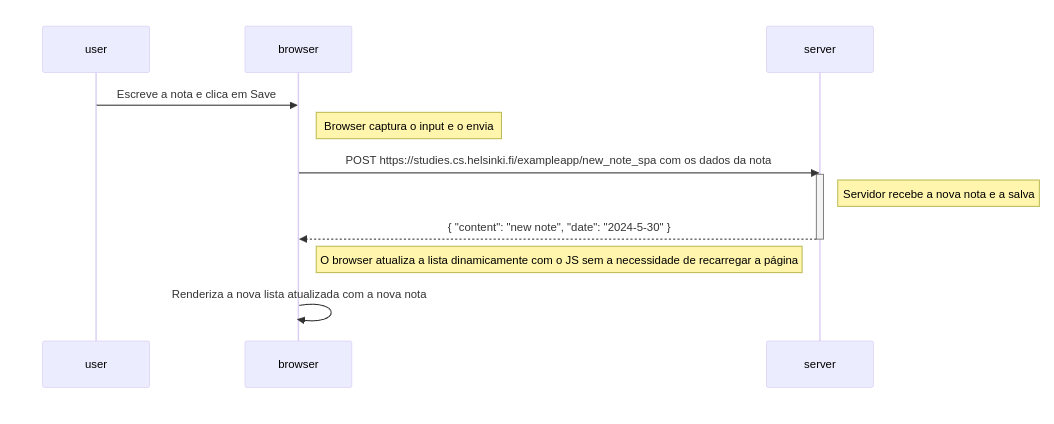 user
browser
server
Escreve a nota e clica em Save
Browser captura o input e o envia
POST https://studies.cs.helsinki.fi/exampleapp/new_note_spa com os dados da nota
Servidor recebe a nova nota e a salva
{ "content": "new note", "date": "2024-5-30" }
O browser atualiza a lista dinamicamente com o JS sem a necessidade de recarregar a página
Renderiza a nova lista atualizada com a nova nota
user
browser
server